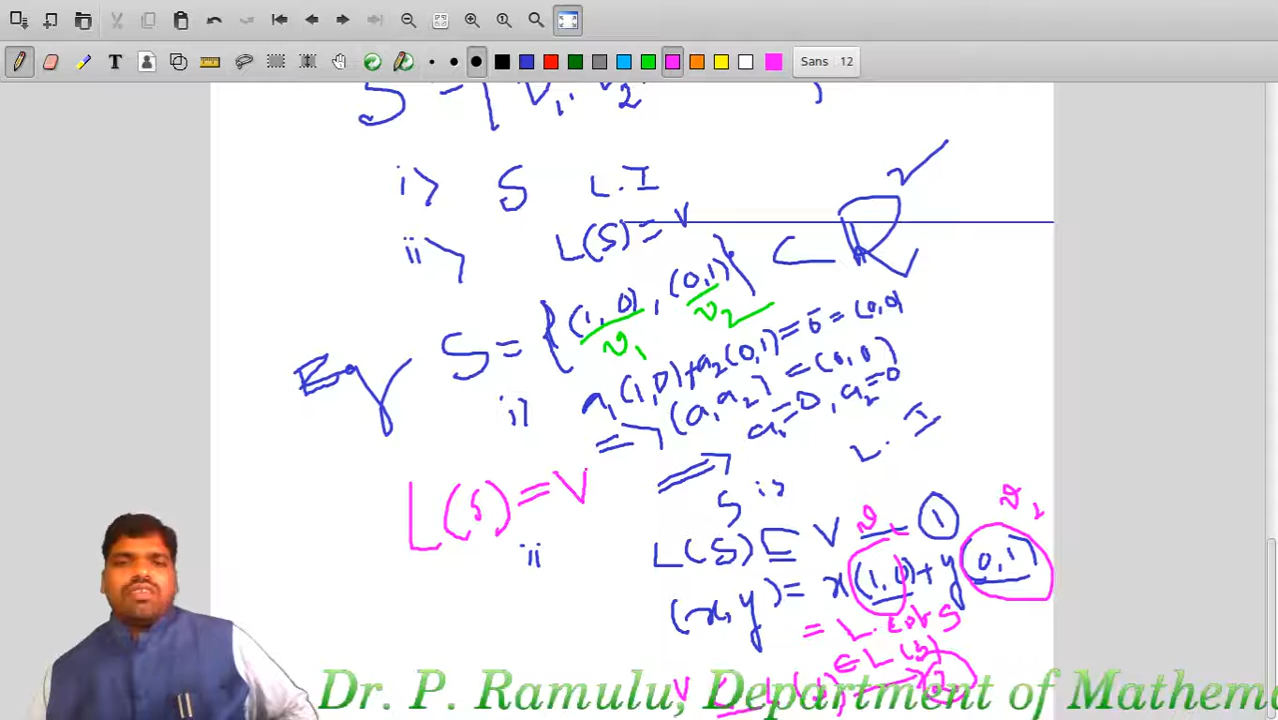 Sans 12
S = { v₁, v₂
i> S L.I
ii> L(S) = V
Eg S = { (1, 0), (0, 1) } ⊂ R² ✓
v₁ v₂
i) a₁(1, 0) + a₂(0, 1) = ō = (0, 0)
=> (a₁ a₂) = (0, 0)
a₁ = 0, a₂ = 0
=> S is L.I
L(S) = V
ii L(S) ⊆ V — ①
v₁ v₂
(x, y) = x(1, 0) + y(0, 1)
= L.C of S
∈ L(S)
V ⊆ L(S) → ②
Dr. P. Ramulu, Department of Mathema